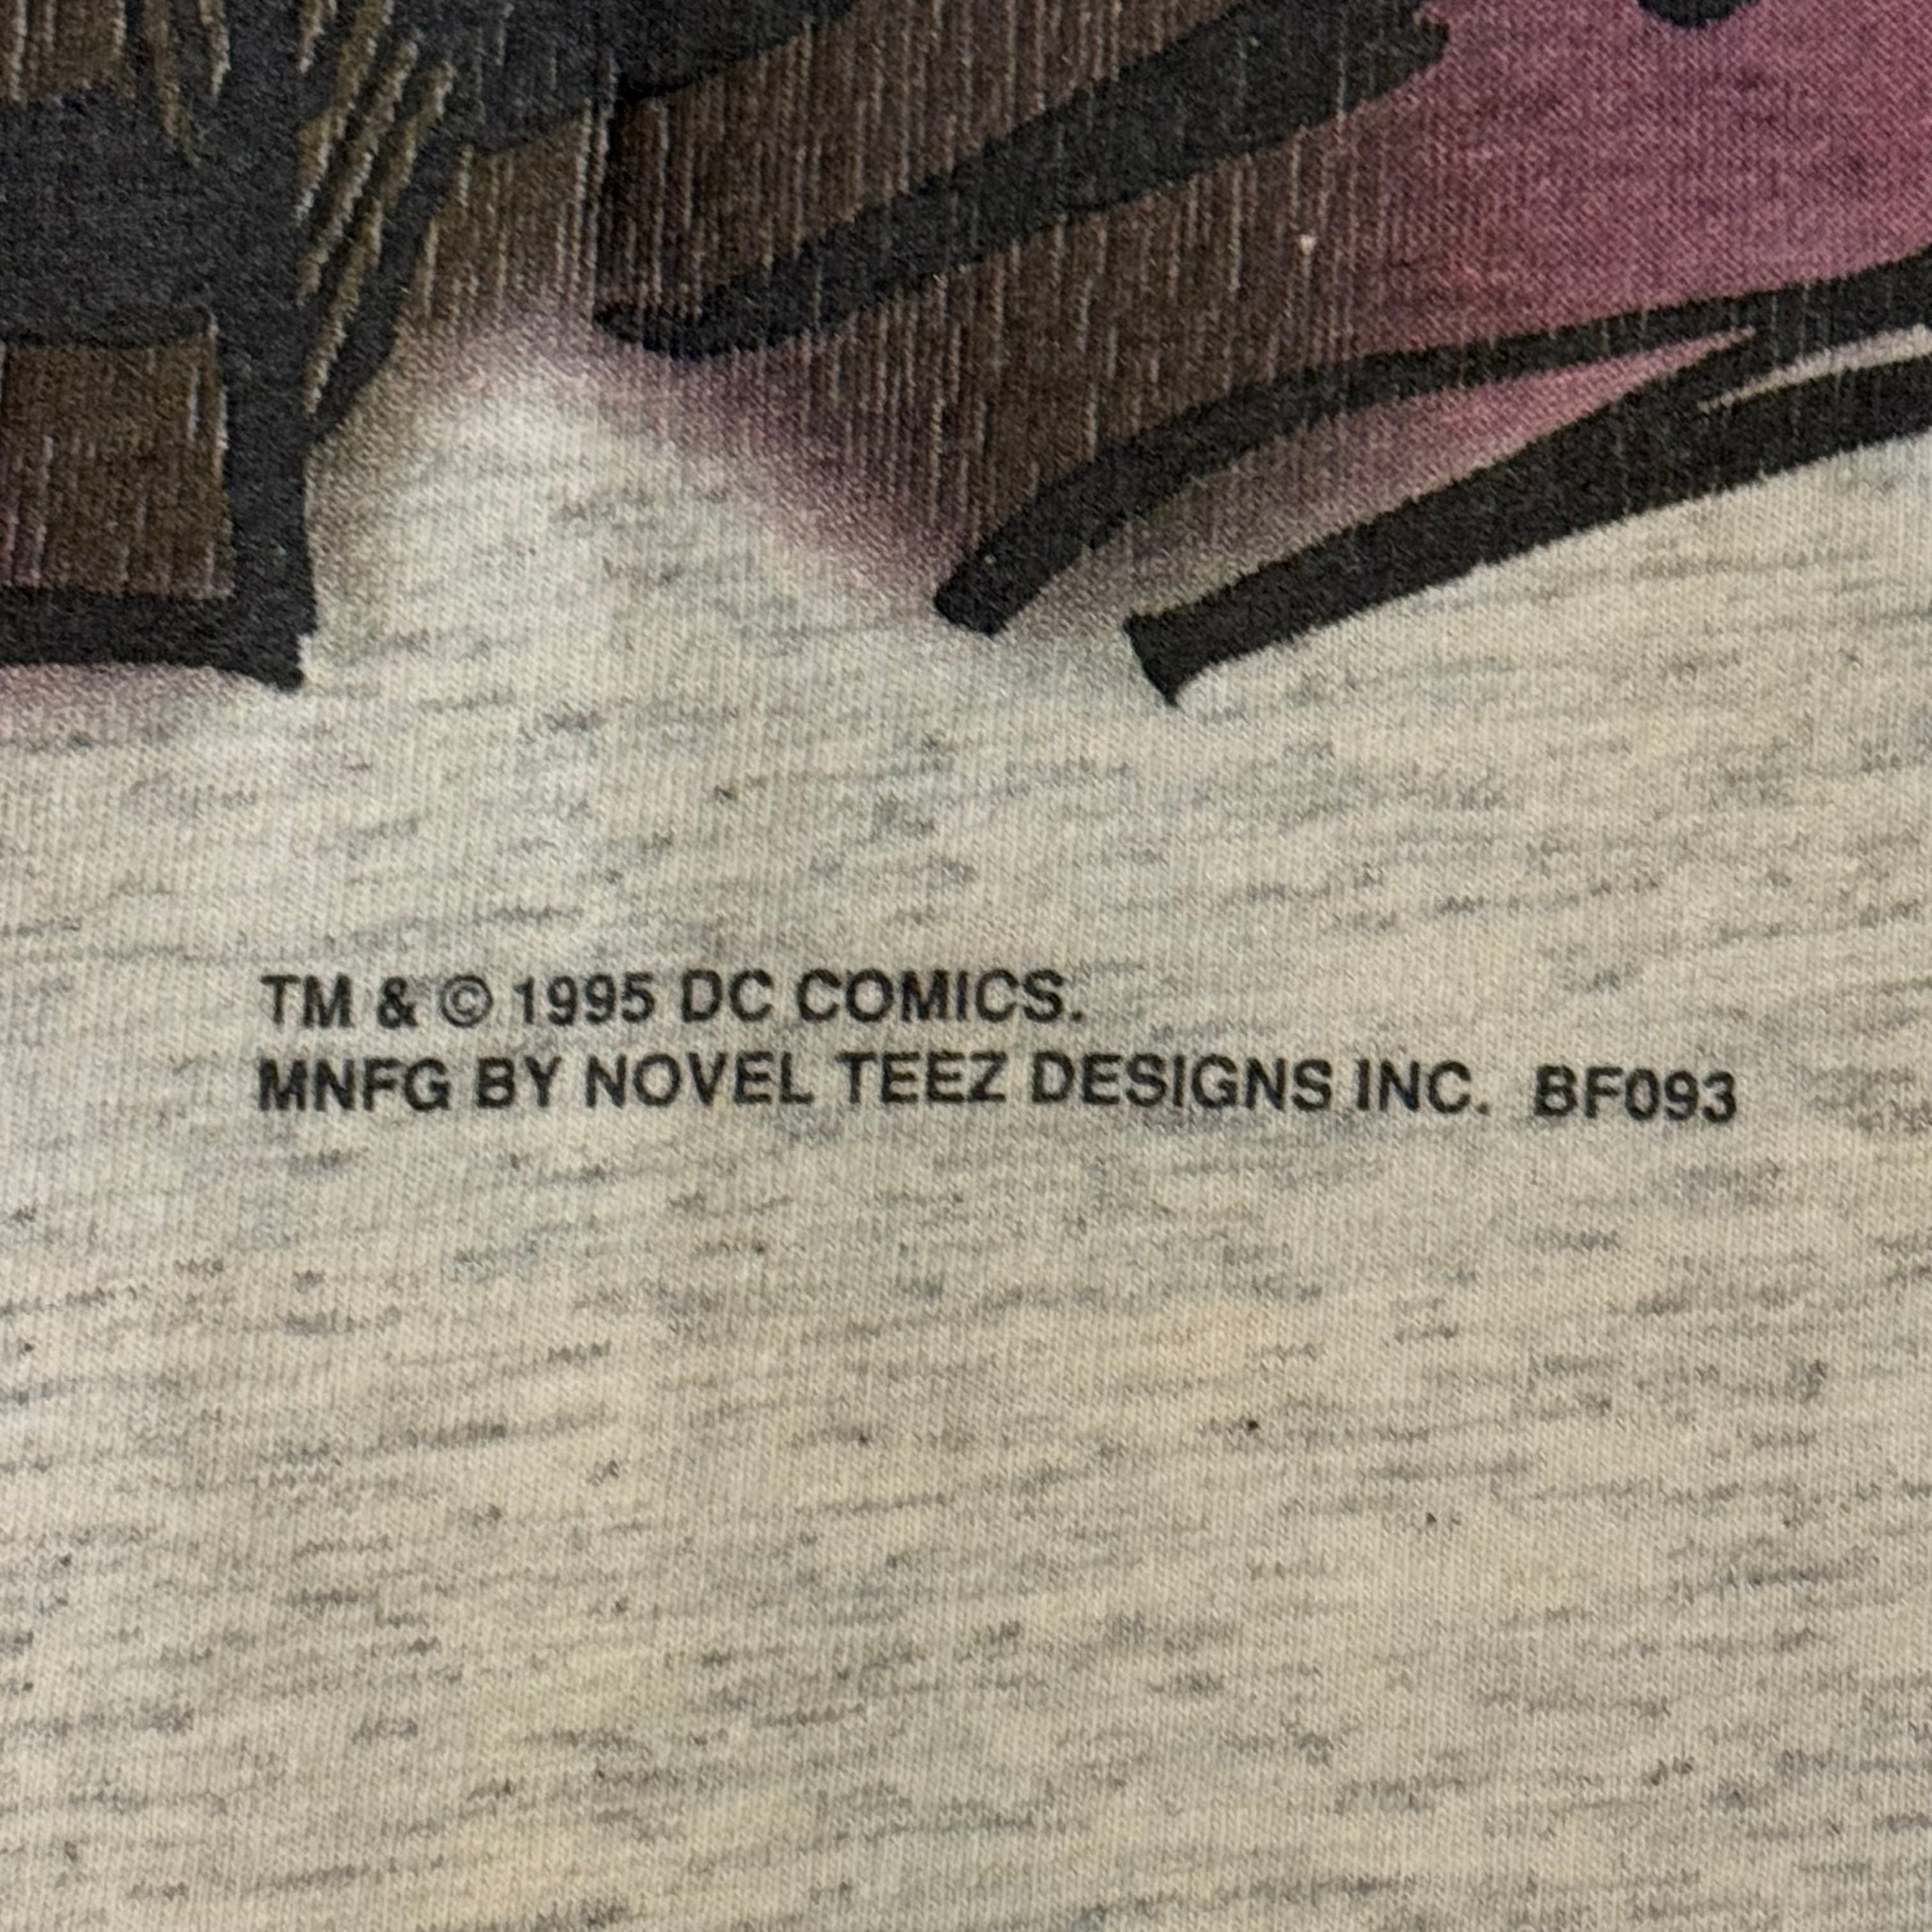 TM & © 1995 DC COMICS.
MNFG BY NOVEL TEEZ DESIGNS INC. BF093